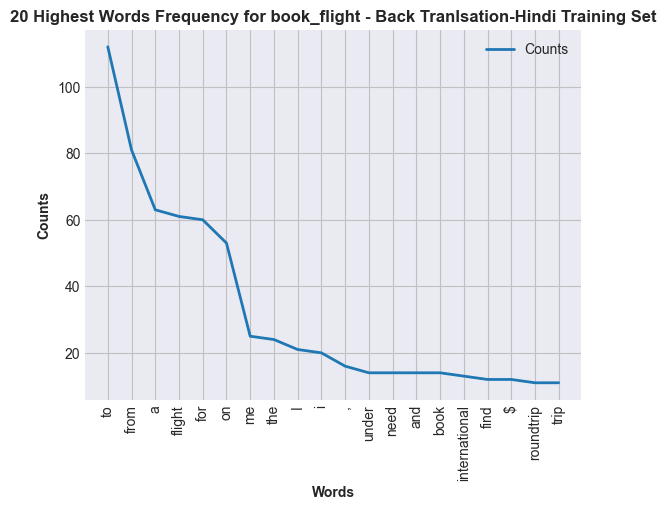 20 Highest Words Frequency for book_flight - Back Tranlsation-Hindi Training Set
Counts
Counts
100
80
60
40
20
to
from
a
flight
for
on
me
the
I
i
,
under
need
and
book
international
find
$
roundtrip
trip
Words